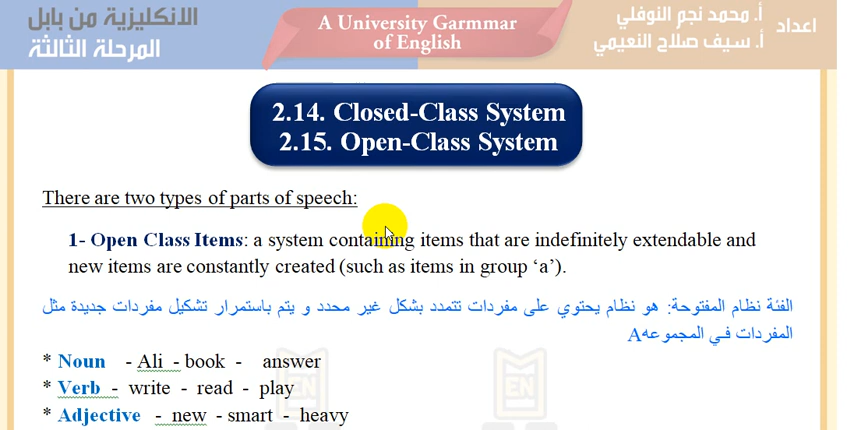 الانكليزية من بابل
المرحلة الثالثة
A University Garmmar
of English
اعداد
أ. محمد نجم النوفلي
أ. سيف صلاح النعيمي
2.14. Closed-Class System
2.15. Open-Class System
There are two types of parts of speech:
1- Open Class Items: a system containing items that are indefinitely extendable and
new items are constantly created (such as items in group ‘a’).
الفئة نظام المفتوحة: هو نظام يحتوي على مفردات تتمدد بشكل غير محدد و يتم باستمرار تشكيل مفردات جديدة مثل
المفردات في المجموعه A
* Noun - Ali - book - answer
* Verb - write - read - play
* Adjective - new - smart - heavy
EN
EN